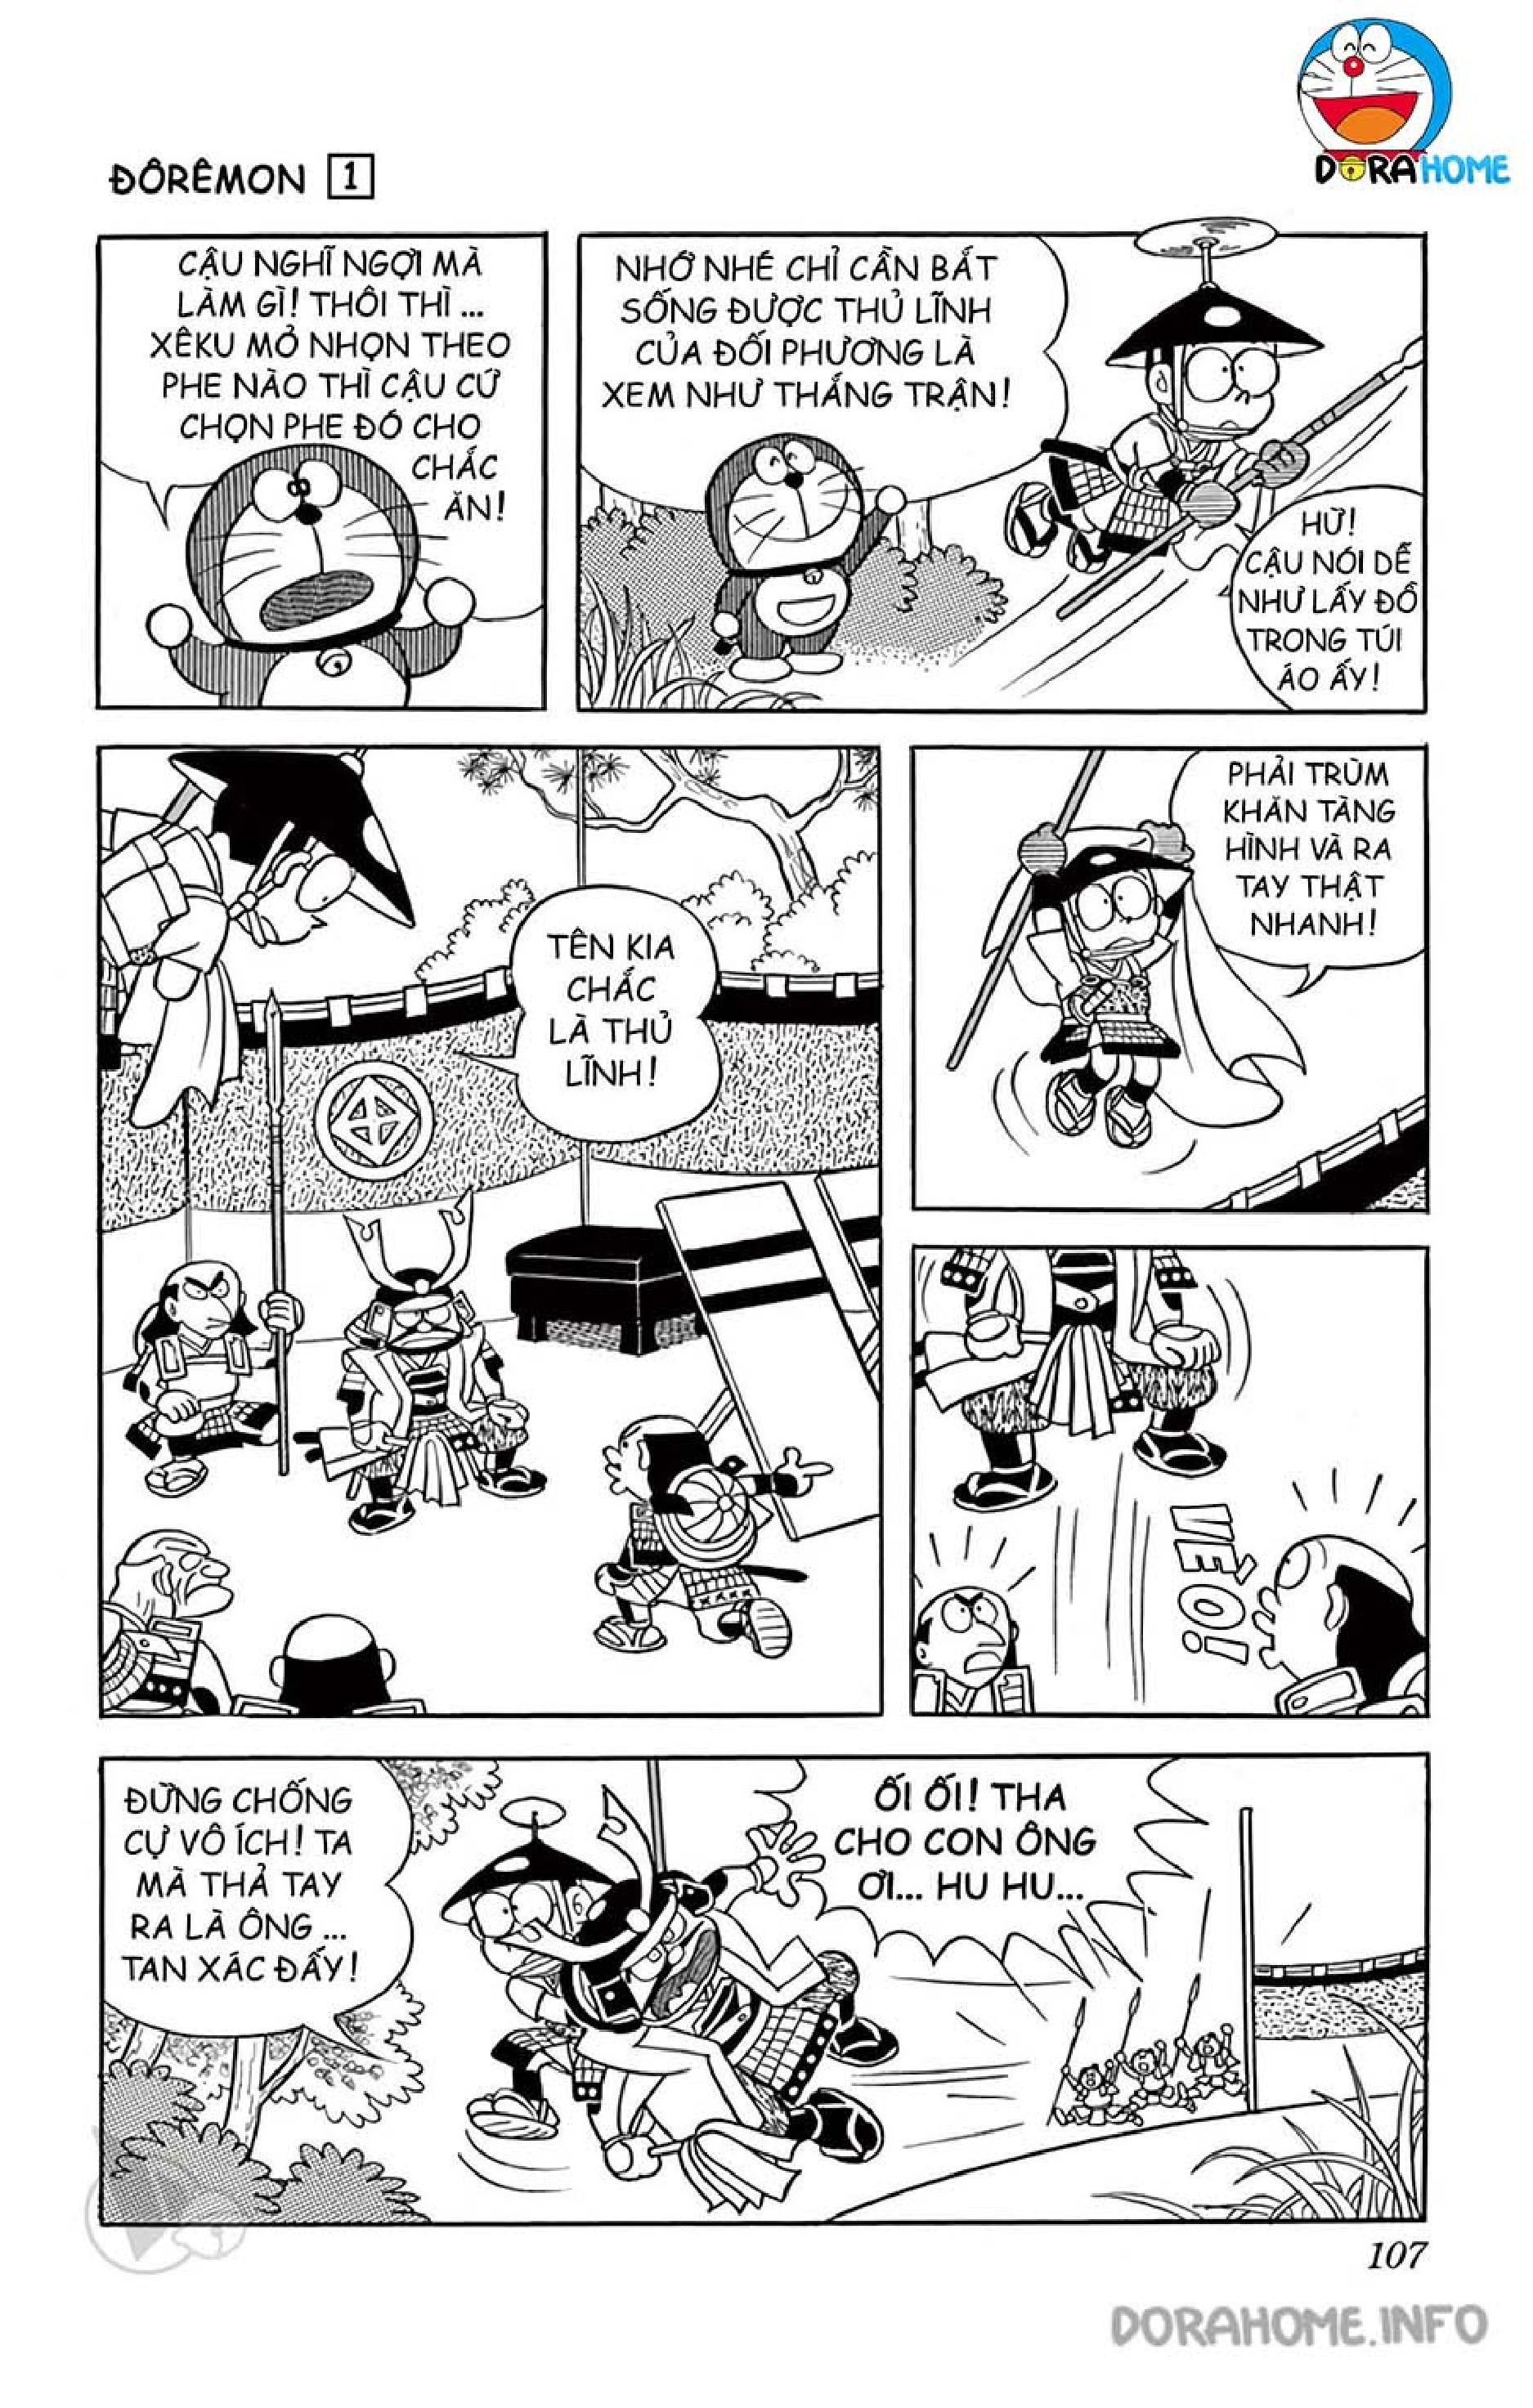 DORAHOME
ĐÔRÊMON 1
CẬU NGHĨ NGỢI MÀ
LÀM GÌ! THÔI THÌ ...
XÊKU MỎ NHỌN THEO
PHE NÀO THÌ CẬU CỨ
CHỌN PHE ĐÓ CHO
CHẮC
ĂN!
NHỚ NHÉ CHỈ CẦN BẮT
SỐNG ĐƯỢC THỦ LĨNH
CỦA ĐỐI PHƯƠNG LÀ
XEM NHƯ THẮNG TRẬN!
HỪ!
CẬU NÓI DỄ
NHƯ LẤY ĐỒ
TRONG TÚI
ÁO ẤY!
TÊN KIA
CHẮC
LÀ THỦ
LĨNH!
PHẢI TRÙM
KHĂN TÀNG
HÌNH VÀ RA
TAY THẬT
NHANH!
VÈO!
ĐỪNG CHỐNG
CỰ VÔ ÍCH! TA
MÀ THẢ TAY
RA LÀ ÔNG ...
TAN XÁC ĐẤY!
ỐI ỐI! THA
CHO CON ÔNG
ƠI... HU HU...
107
DORAHOME.INFO